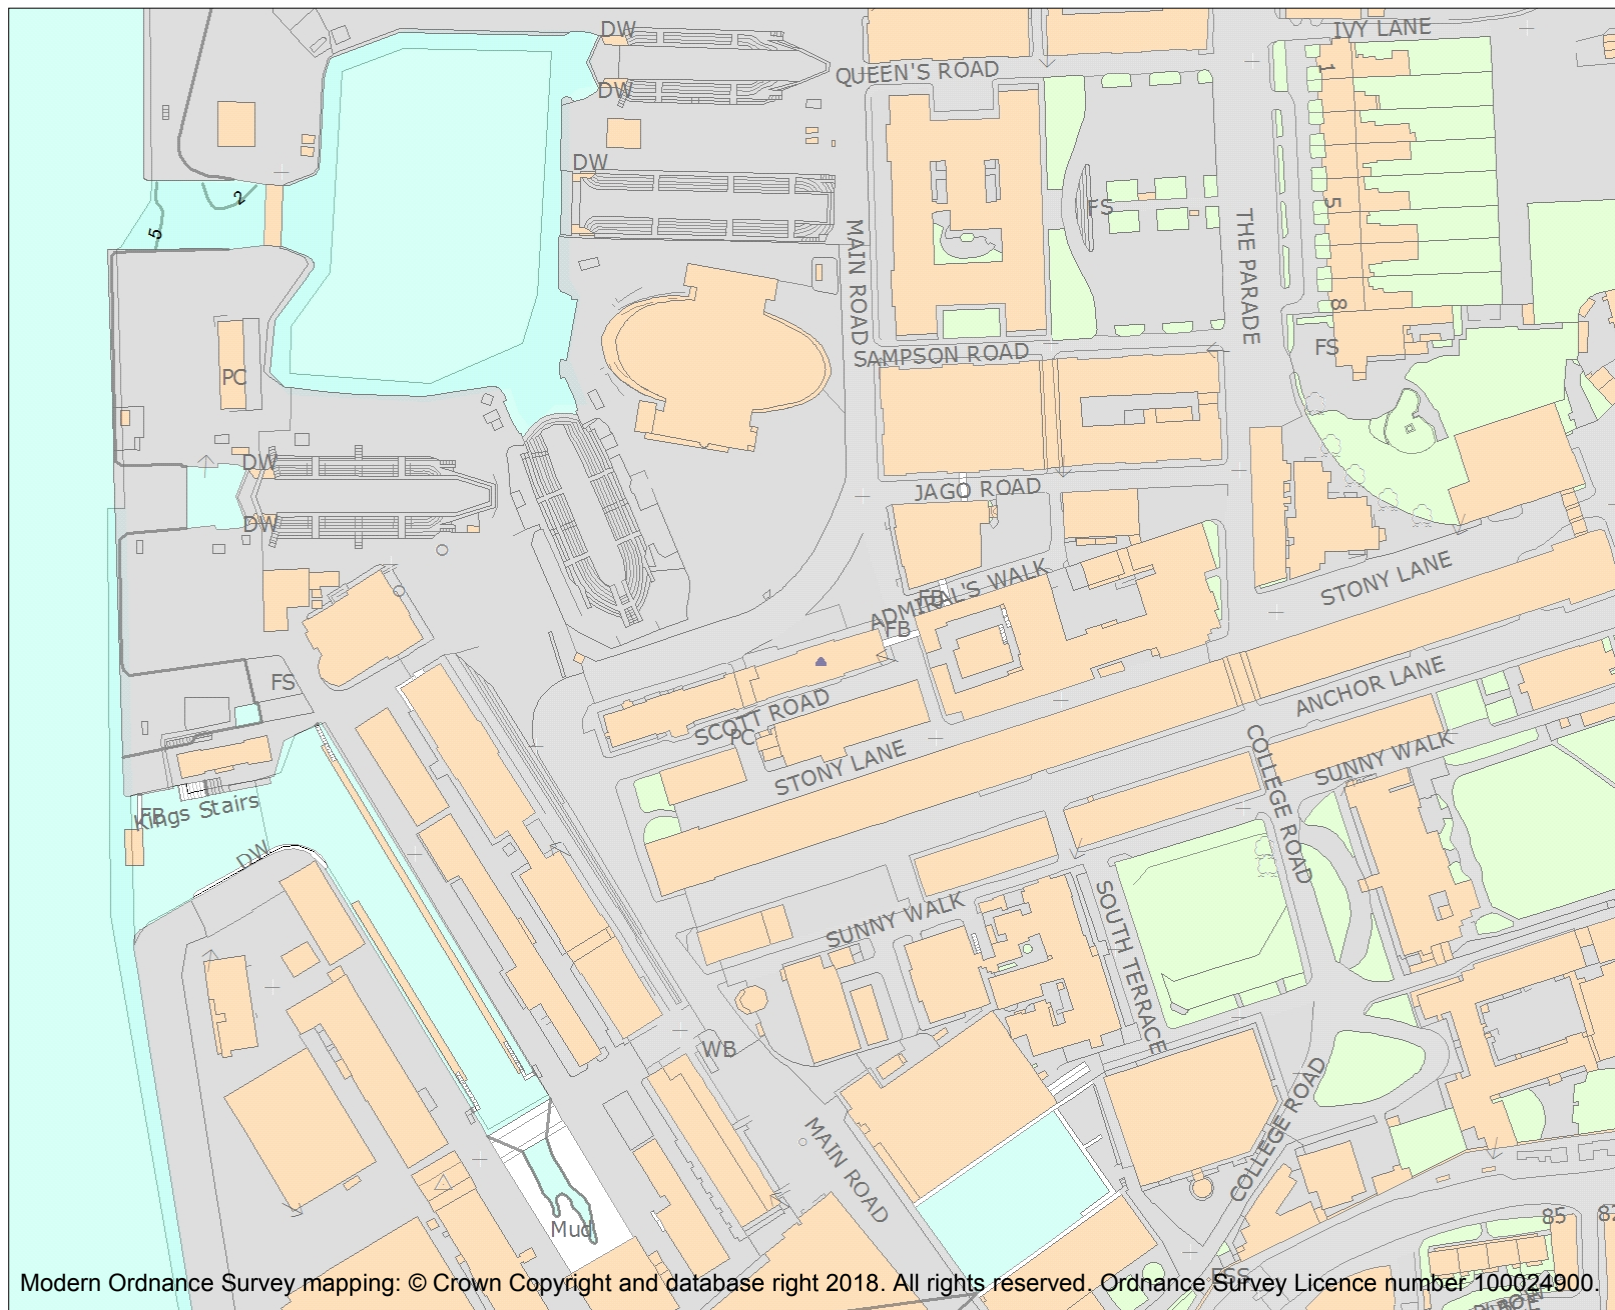 DW
IVY LANE
DW
QUEEN'S ROAD
1
DW
2
5
FS
5
MAIN ROAD
THE PARADE
8
SAMPSON ROAD
FS
PC
DW
JAGO ROAD
DW
STONY LANE
ADMIRAL'S WALK
FB
FB
FS
ANCHOR LANE
SCOTT ROAD
PC
STONY LANE
COLLEGE ROAD
SUNNY WALK
FB
Kings Stairs
DW
SUNNY WALK
SOUTH TERRACE
WB
MAIN ROAD
COLLEGE ROAD
Mud
85
Modern Ordnance Survey mapping: © Crown Copyright and database right 2018. All rights reserved. Ordnance Survey Licence number 100024900.